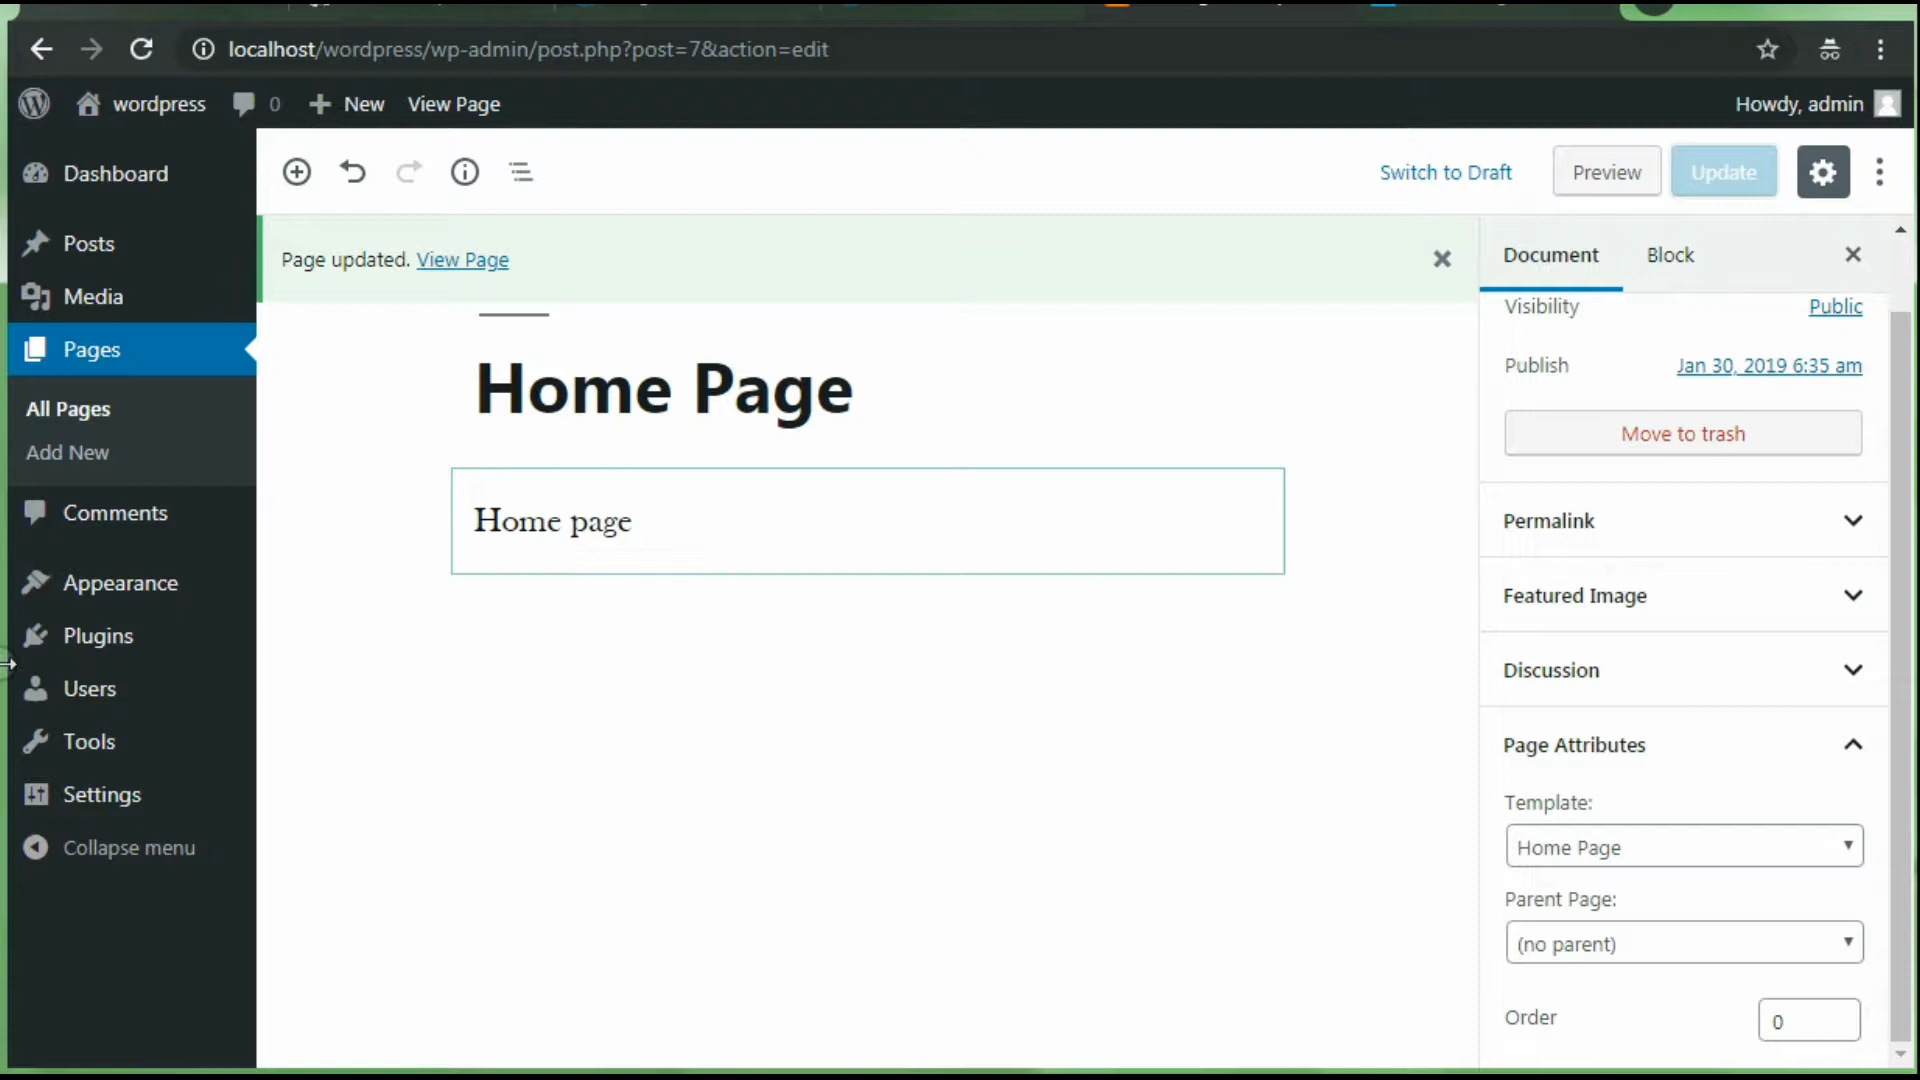 localhost/wordpress/wp-admin/post.php?post=7&action=edit
wordpress 0 New View Page Howdy, admin
Dashboard
Posts
Media
Pages
All Pages
Add New
Comments
Appearance
Plugins
Users
Tools
Settings
Collapse menu
Switch to Draft Preview Update
Page updated. View Page
Home Page
Home page
Document Block
Visibility Public
Publish Jan 30, 2019 6:35 am
Move to trash
Permalink
Featured Image
Discussion
Page Attributes
Template:
Home Page
Parent Page:
(no parent)
Order 0